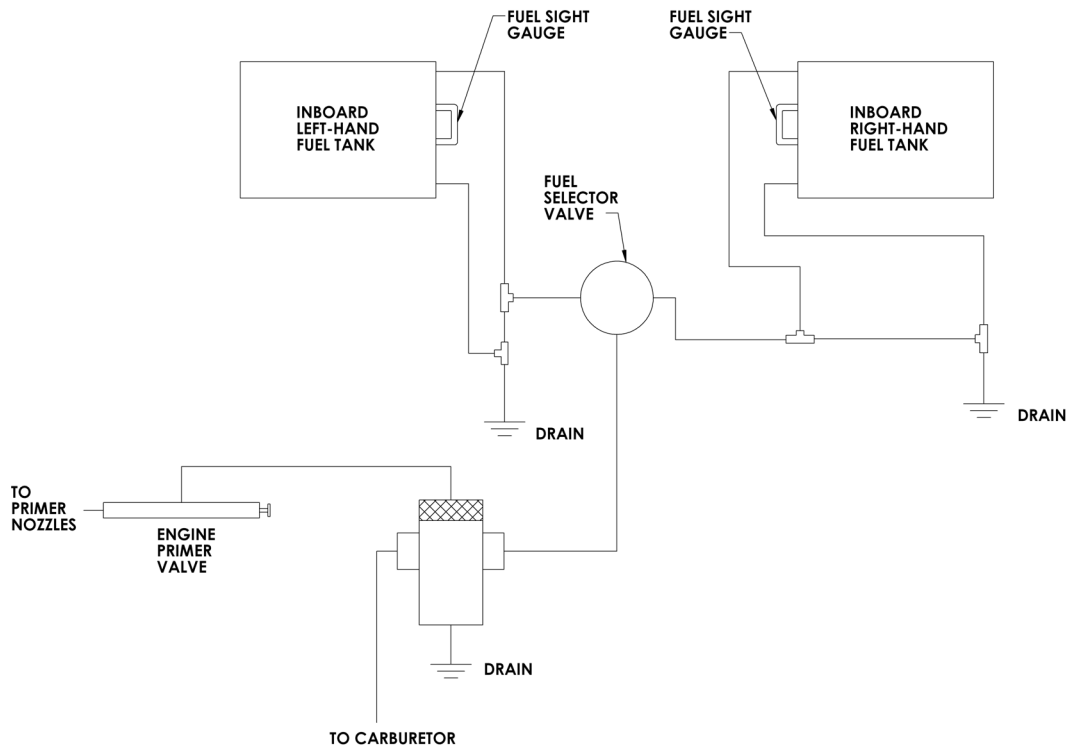 FUEL SIGHT
GAUGE
FUEL SIGHT
GAUGE
INBOARD
LEFT-HAND
FUEL TANK
INBOARD
RIGHT-HAND
FUEL TANK
FUEL
SELECTOR
VALVE
DRAIN
DRAIN
TO
PRIMER
NOZZLES
ENGINE
PRIMER
VALVE
DRAIN
TO CARBURETOR